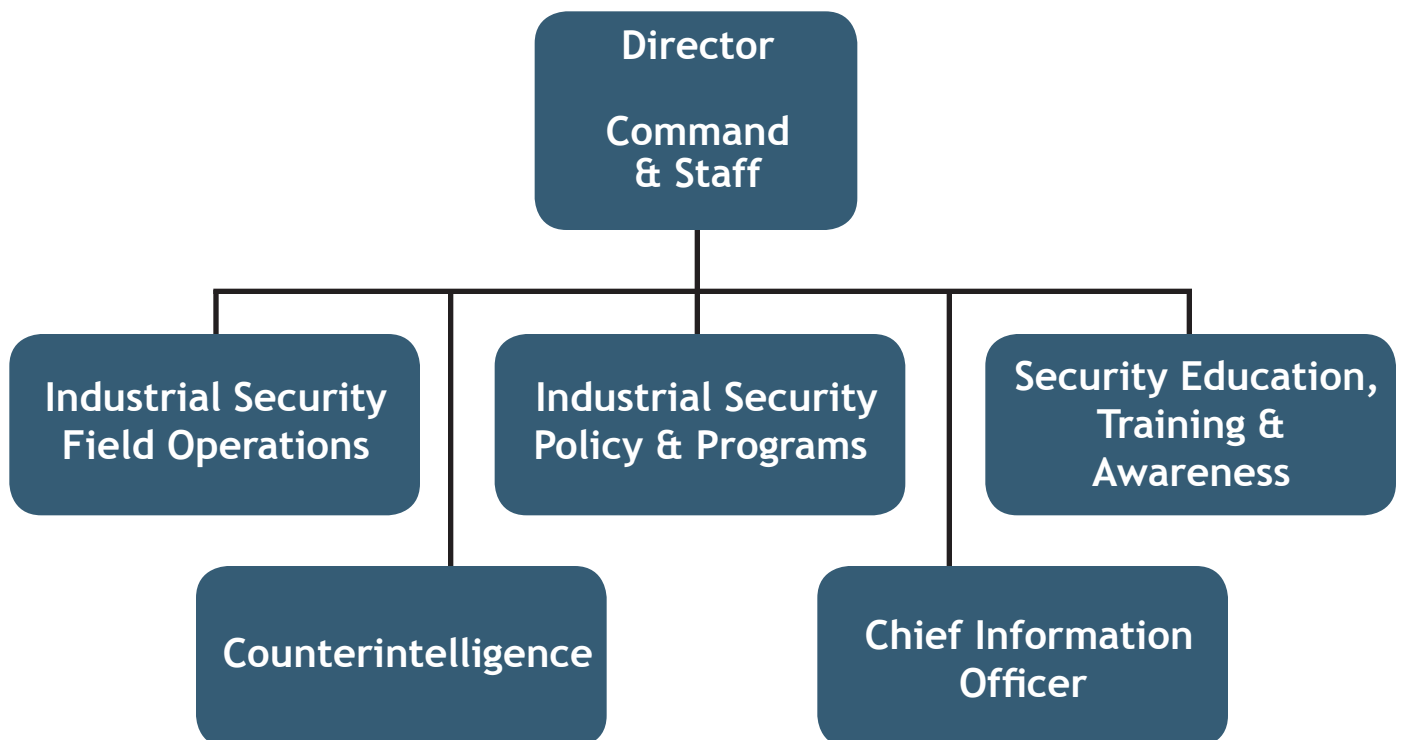 Director
Command
& Staff
Industrial Security
Field Operations
Industrial Security
Policy & Programs
Security Education,
Training &
Awareness
Counterintelligence
Chief Information
Officer